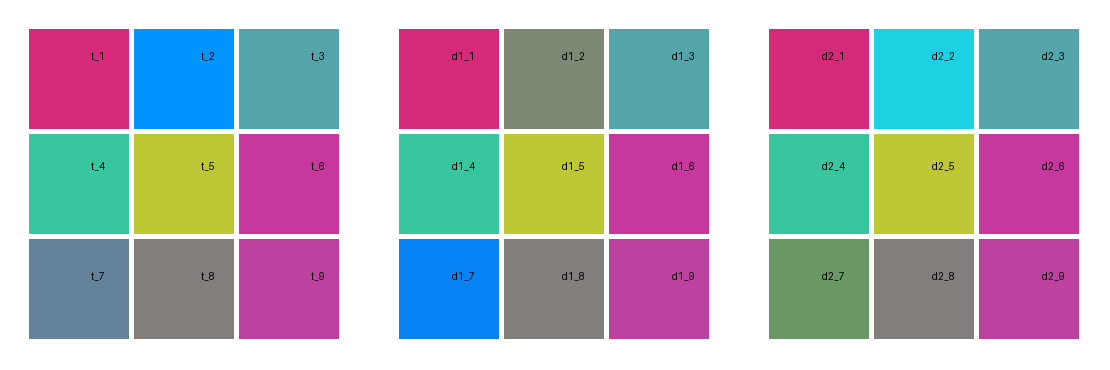 t_1 t_2 t_3 d1_1 d1_2 d1_3 d2_1 d2_2 d2_3
t_4 t_5 t_6 d1_4 d1_5 d1_6 d2_4 d2_5 d2_6
t_7 t_8 t_9 d1_7 d1_8 d1_9 d2_7 d2_8 d2_9